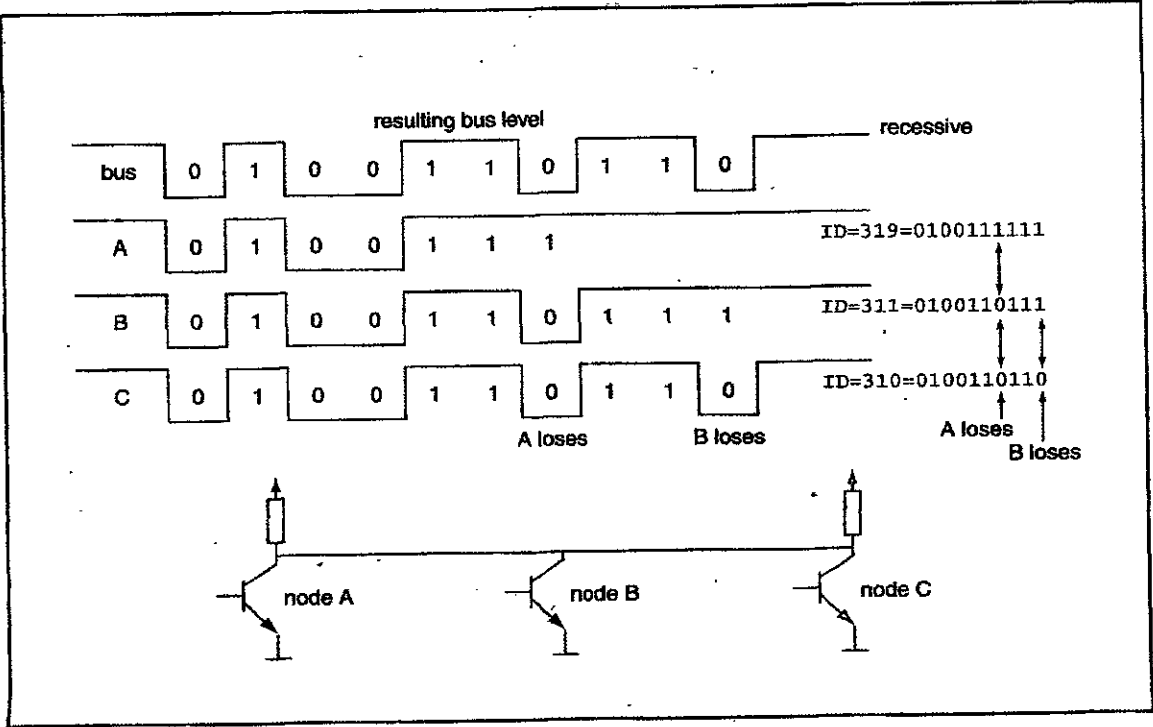 resulting bus level
recessive
bus 0 1 0 0 1 1 0 1 1 0
A 0 1 0 0 1 1 1 ID=319=0100111111
B 0 1 0 0 1 1 0 1 1 1 ID=311=0100110111
C 0 1 0 0 1 1 0 1 1 0 ID=310=0100110110
A loses B loses A loses
B loses
node A node B node C